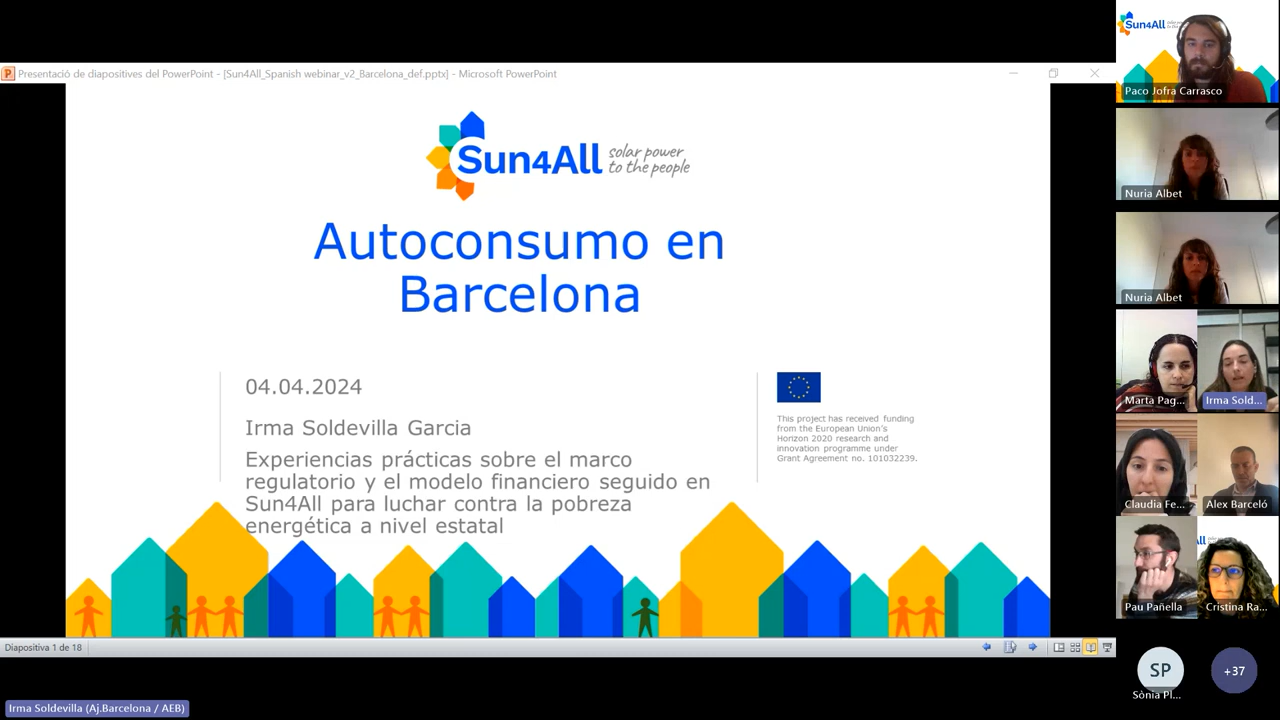 Presentació de diapositives del PowerPoint - [Sun4All_Spanish webinar_v2_Barcelona_def.pptx] - Microsoft PowerPoint
Sun4All
solar power
to the people
Autoconsumo en
Barcelona
04.04.2024
Irma Soldevilla Garcia
Experiencias prácticas sobre el marco
regulatorio y el modelo financiero seguido en
Sun4All para luchar contra la pobreza
energética a nivel estatal
This project has received funding
from the European Union's
Horizon 2020 research and
innovation programme under
Grant Agreement no. 101032239.
Diapositiva 1 de 18
Irma Soldevilla (Aj.Barcelona / AEB)
Sun4All
Paco Jofra Carrasco
Nuria Albet
Nuria Albet
Marta Pag...
Irma Sold...
Claudia Fe...
Alex Barceló
Pau Pañella
Cristina Ra...
SP
Sònia Pl...
+37